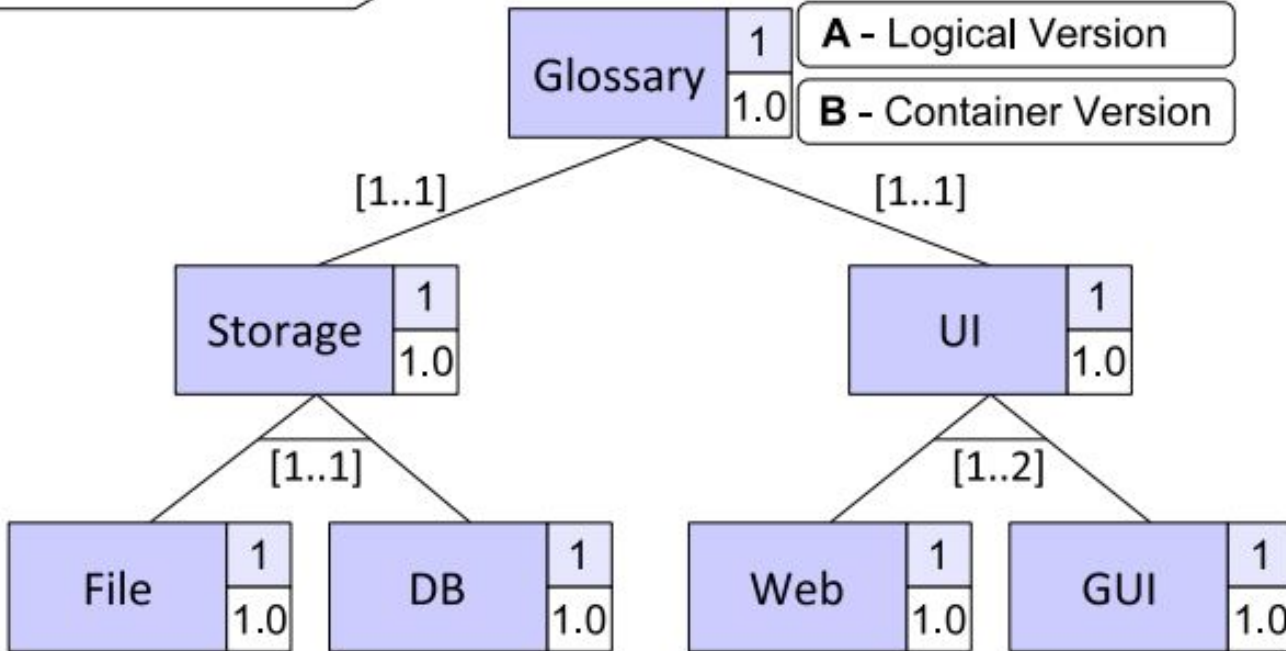 Glossary
1
1.0
A - Logical Version
B - Container Version
[1..1]
[1..1]
Storage
1
1.0
UI
1
1.0
[1..1]
[1..2]
File
1
1.0
DB
1
1.0
Web
1
1.0
GUI
1
1.0